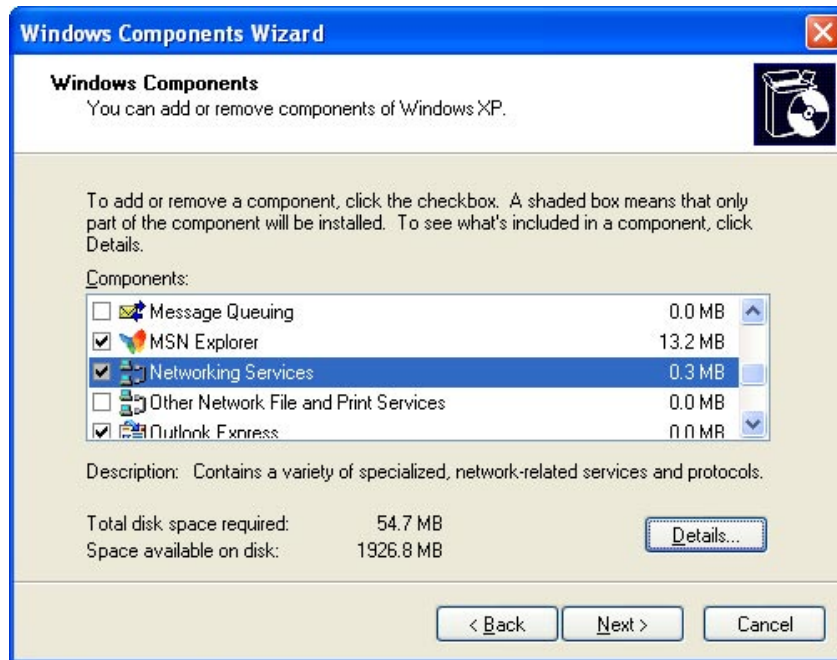 Windows Components Wizard
Windows Components
You can add or remove components of Windows XP.
To add or remove a component, click the checkbox. A shaded box means that only
part of the component will be installed. To see what's included in a component, click
Details.
Components:
Message Queuing 0.0 MB
MSN Explorer 13.2 MB
Networking Services 0.3 MB
Other Network File and Print Services 0.0 MB
Outlook Express 0.0 MB
Description: Contains a variety of specialized, network-related services and protocols.
Total disk space required: 54.7 MB
Space available on disk: 1926.8 MB
Details...
< Back Next > Cancel